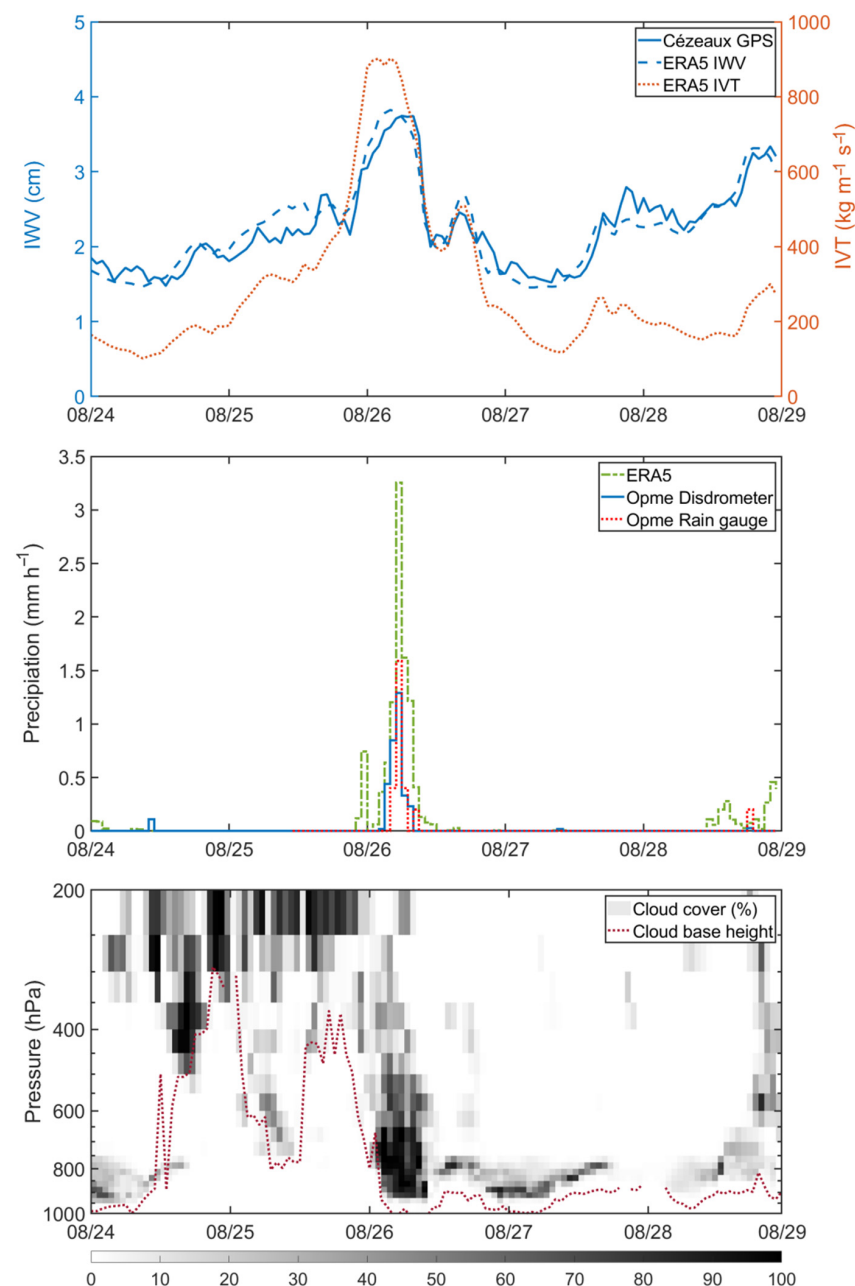 5
4
3
2
1
0
IWV (cm)
1000
800
600
400
200
0
IVT (kg m⁻¹ s⁻¹)
Cézeaux GPS
ERA5 IWV
ERA5 IVT
08/24 08/25 08/26 08/27 08/28 08/29
3.5
3
2.5
2
1.5
1
0.5
0
Precipiation (mm h⁻¹)
ERA5
Opme Disdrometer
Opme Rain gauge
08/24 08/25 08/26 08/27 08/28 08/29
200
400
600
800
1000
Pressure (hPa)
Cloud cover (%)
Cloud base height
08/24 08/25 08/26 08/27 08/28 08/29
0 10 20 30 40 50 60 70 80 90 100